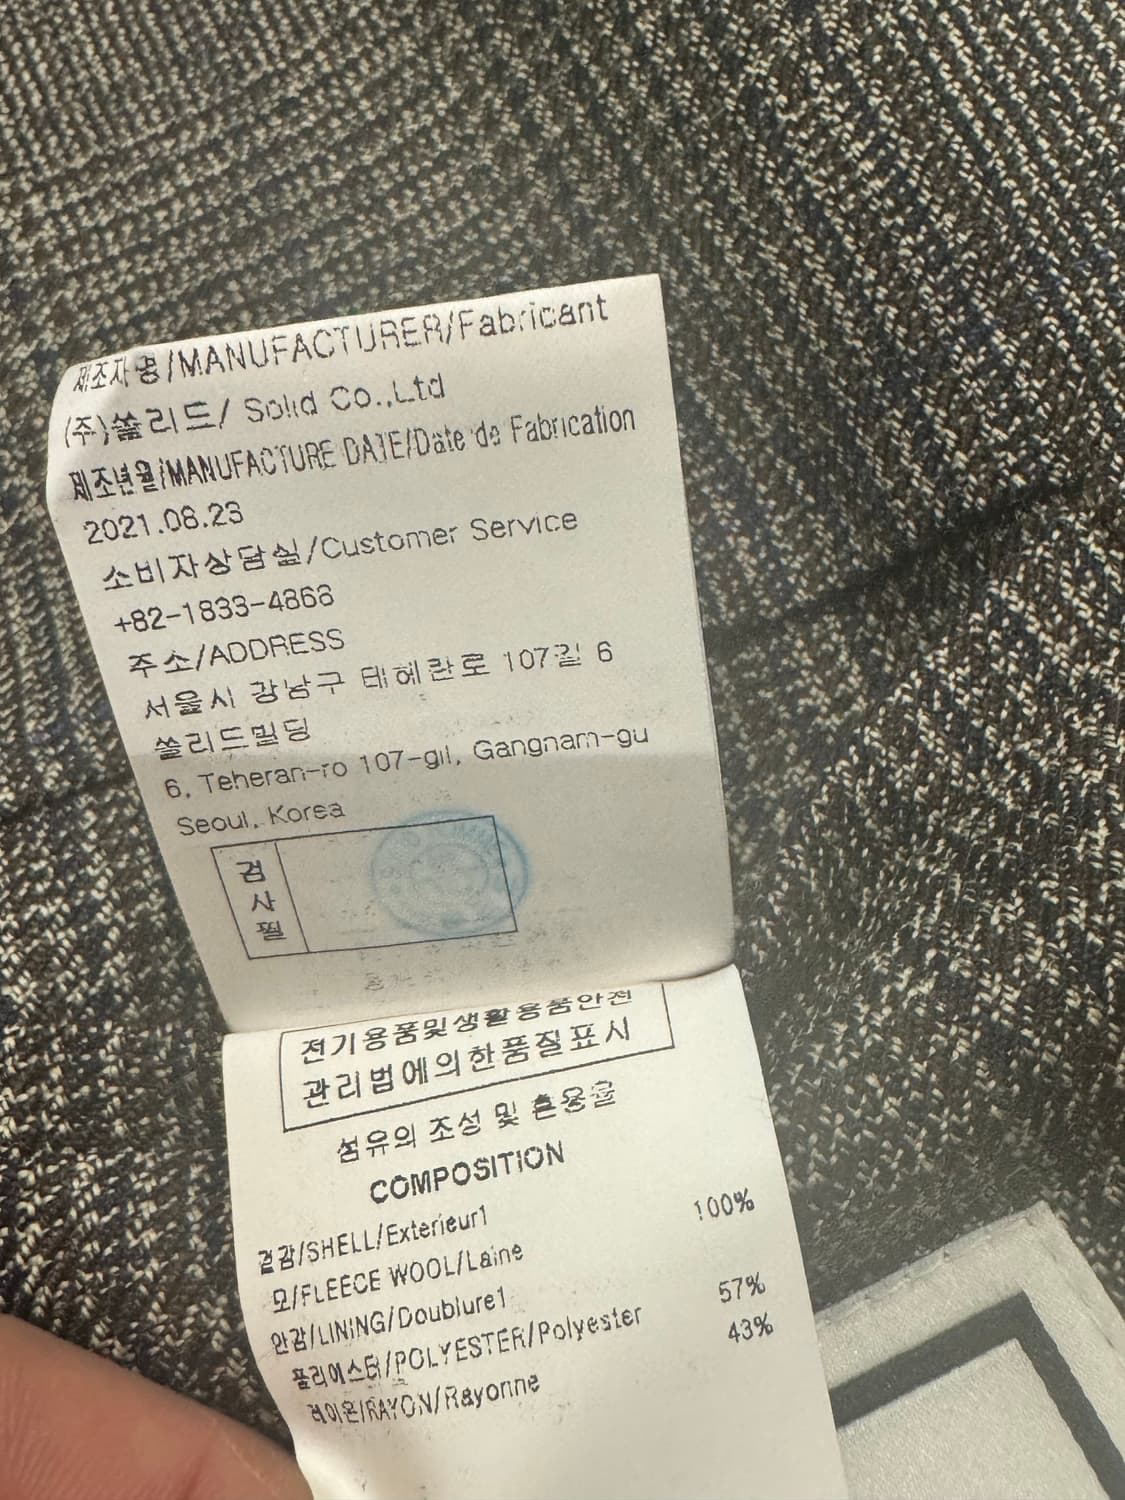 제조자명/MANUFACTURER/Fabricant
(주)쏠리드/ Solid Co.,Ltd
제조년월/MANUFACTURE DATE/Date de Fabrication
2021.08.23
소비자상담실/Customer Service
+82-1833-4868
주소/ADDRESS
서울시 강남구 테헤란로 107길 6
쏠리드빌딩
6, Teheran-ro 107-gil, Gangnam-gu
Seoul, Korea
검사필
전기용품및생활용품안전
관리법에의한품질표시
섬유의 조성 및 혼용율
COMPOSITION
겉감/SHELL/Exterieur1
모/FLEECE WOOL/Laine 100%
안감/LINING/Doublure1
폴리에스터/POLYESTER/Polyester 57%
레이온/RAYON/Rayonne 43%